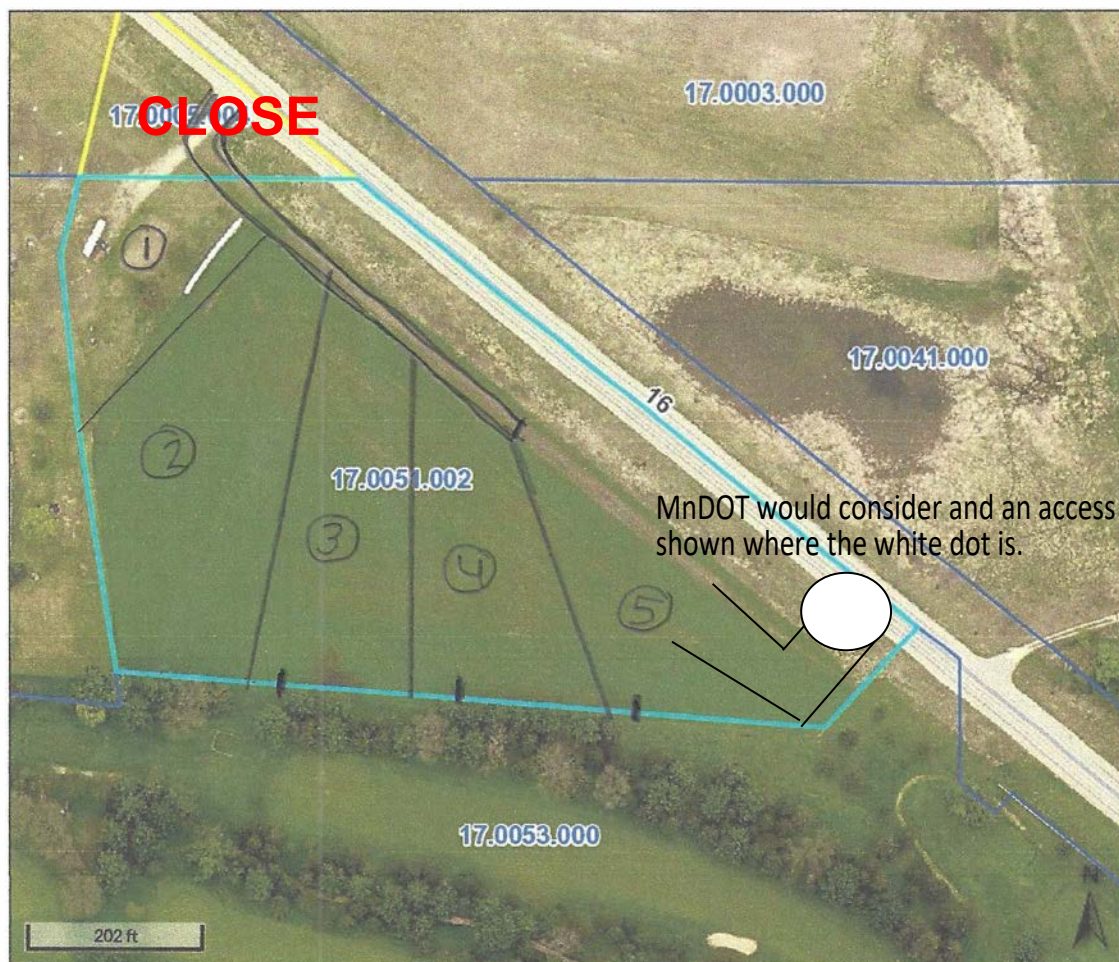 17.0003.000
CLOSE
1
17.0041.000
16
2
17.0051.002
3
4
5
MnDOT would consider and an access
shown where the white dot is.
17.0053.000
N
202 ft